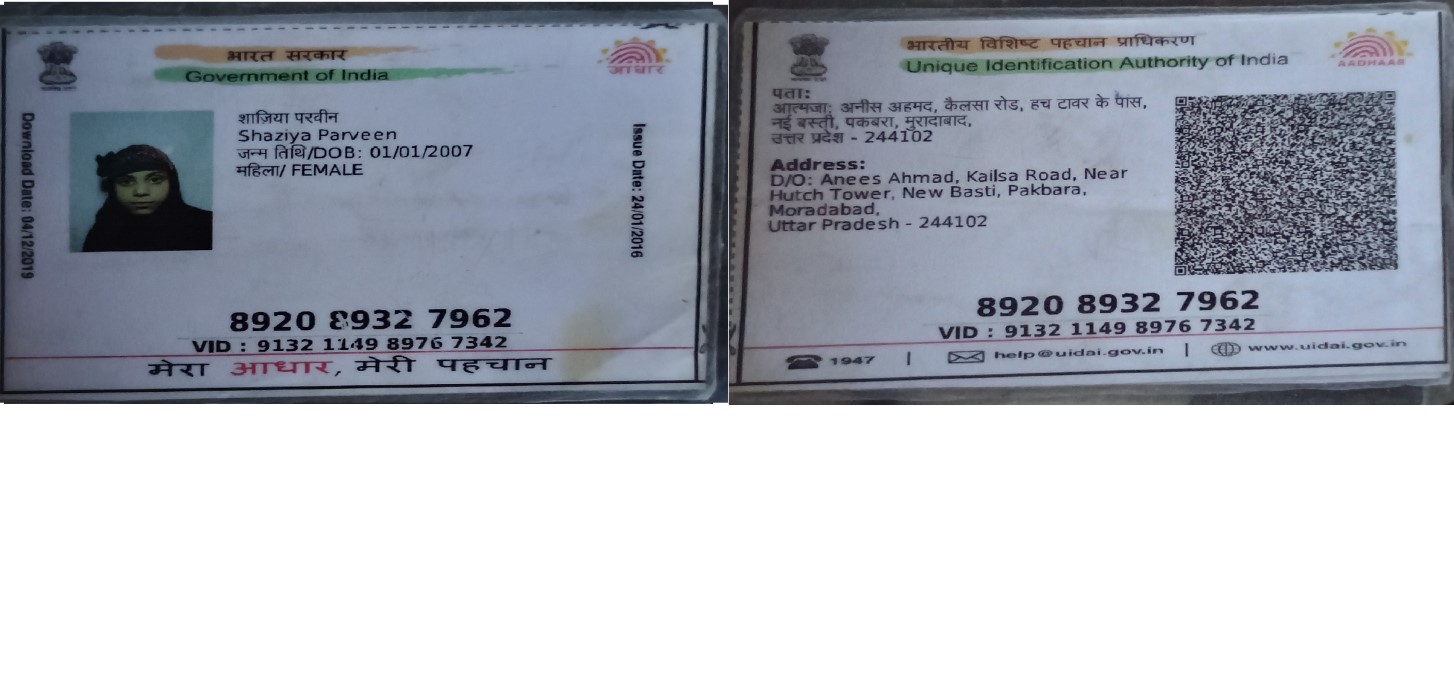 भारत सरकार
Government of India
आधार
Download Date: 04/12/2019
शाज़िया परवीन
Shaziya Parveen
जन्म तिथि/DOB: 01/01/2007
महिला/ FEMALE
Issue Date: 24/01/2016
8920 8932 7962
VID : 9132 1149 8976 7342
मेरा आधार, मेरी पहचान
भारतीय विशिष्ट पहचान प्राधिकरण
Unique Identification Authority of India
AADHAAR
पता:
आत्मजा: अनीस अहमद, कैलसा रोड, हच टावर के पास,
नई बस्ती, पकबरा, मुरादाबाद,
उत्तर प्रदेश - 244102
Address:
D/O: Anees Ahmad, Kailsa Road, Near
Hutch Tower, New Basti, Pakbara,
Moradabad,
Uttar Pradesh - 244102
8920 8932 7962
VID : 9132 1149 8976 7342
1947 | help@uidai.gov.in | www.uidai.gov.in